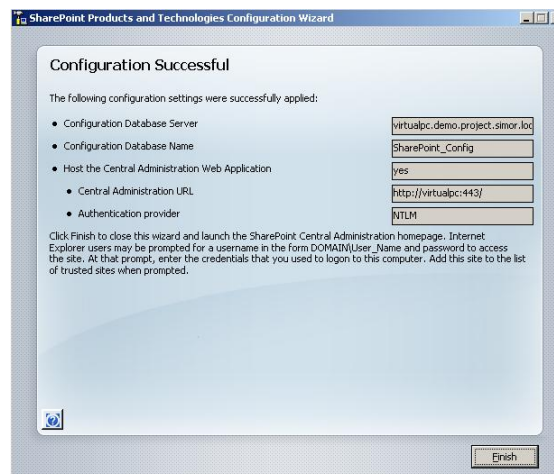 SharePoint Products and Technologies Configuration Wizard
Configuration Successful
The following configuration settings were successfully applied:
Configuration Database Server
virtualpc.demo.project.simor.loc
Configuration Database Name
SharePoint_Config
Host the Central Administration Web Application
yes
Central Administration URL
http://virtualpc:443/
Authentication provider
NTLM
Click Finish to close this wizard and launch the SharePoint Central Administration homepage. Internet
Explorer users may be prompted for a username in the form DOMAIN\User_Name and password to access
the site. At that prompt, enter the credentials that you used to logon to this computer. Add this site to the list
of trusted sites when prompted.
Finish